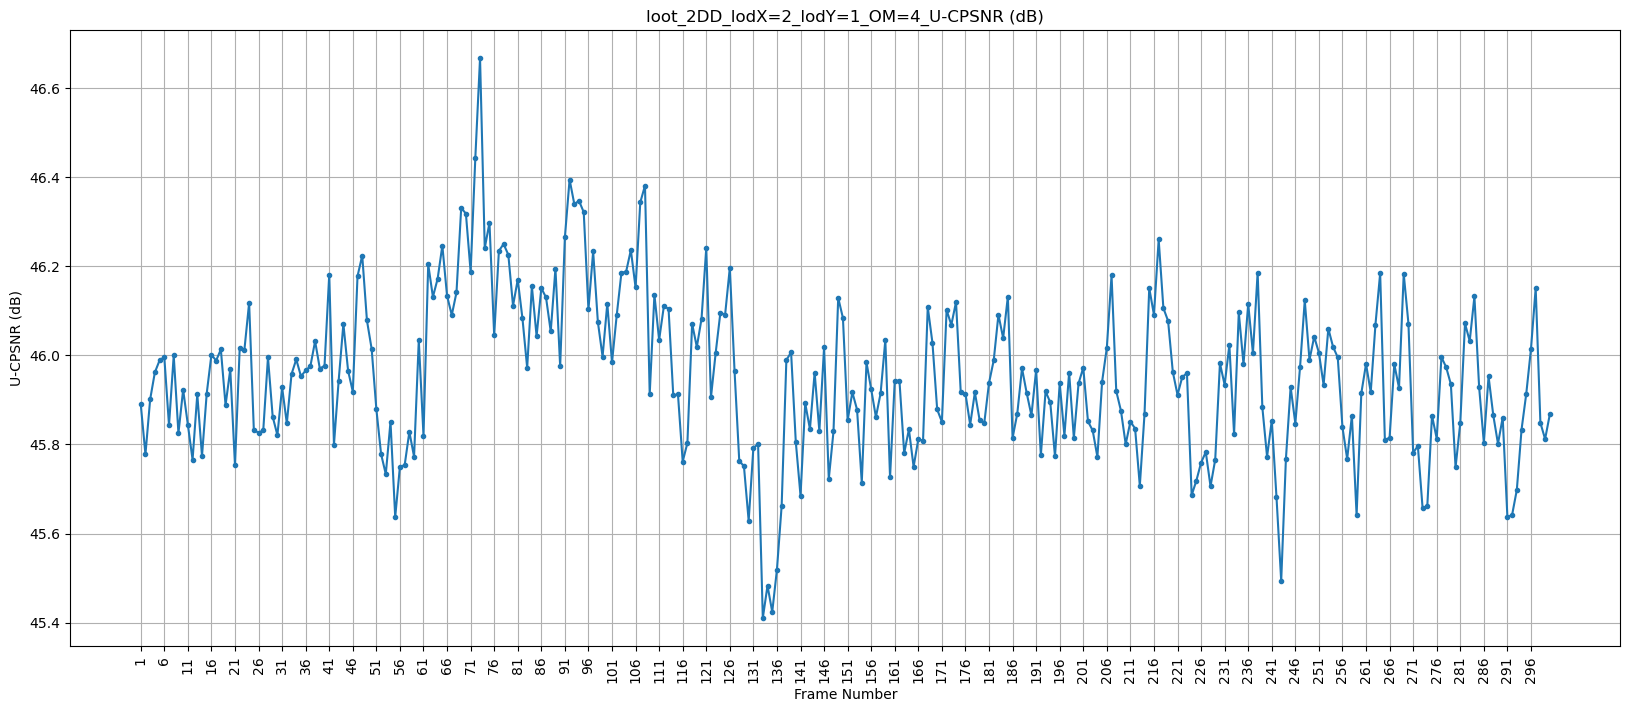 loot_2DD_lodX=2_lodY=1_OM=4_U-CPSNR (dB)
U-CPSNR (dB)
46.6
46.4
46.2
46.0
45.8
45.6
45.4
1 6 11 16 21 26 31 36 41 46 51 56 61 66 71 76 81 86 91 96 101 106 111 116 121 126 131 136 141 146 151 156 161 166 171 176 181 186 191 196 201 206 211 216 221 226 231 236 241 246 251 256 261 266 271 276 281 286 291 296
Frame Number